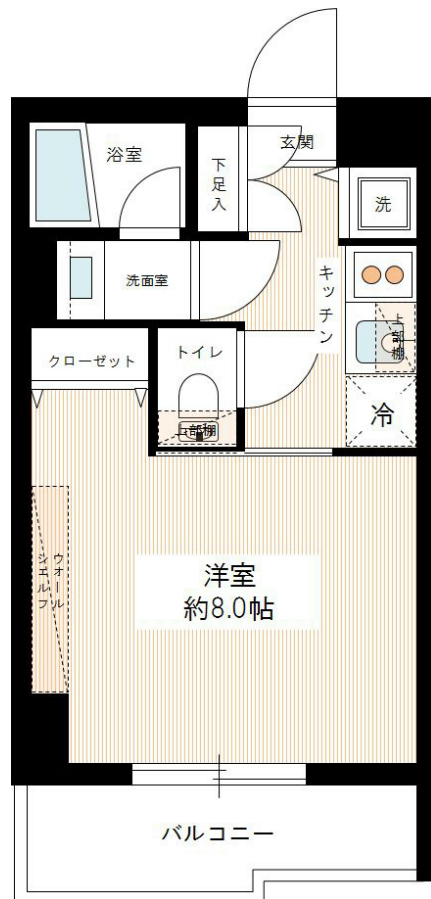 浴室
下足入
玄関
洗
洗面室
キッチン
上部棚
クローゼット
トイレ
上部棚
冷
ウォール
シェルフ
洋室
約8.0帖
バルコニー